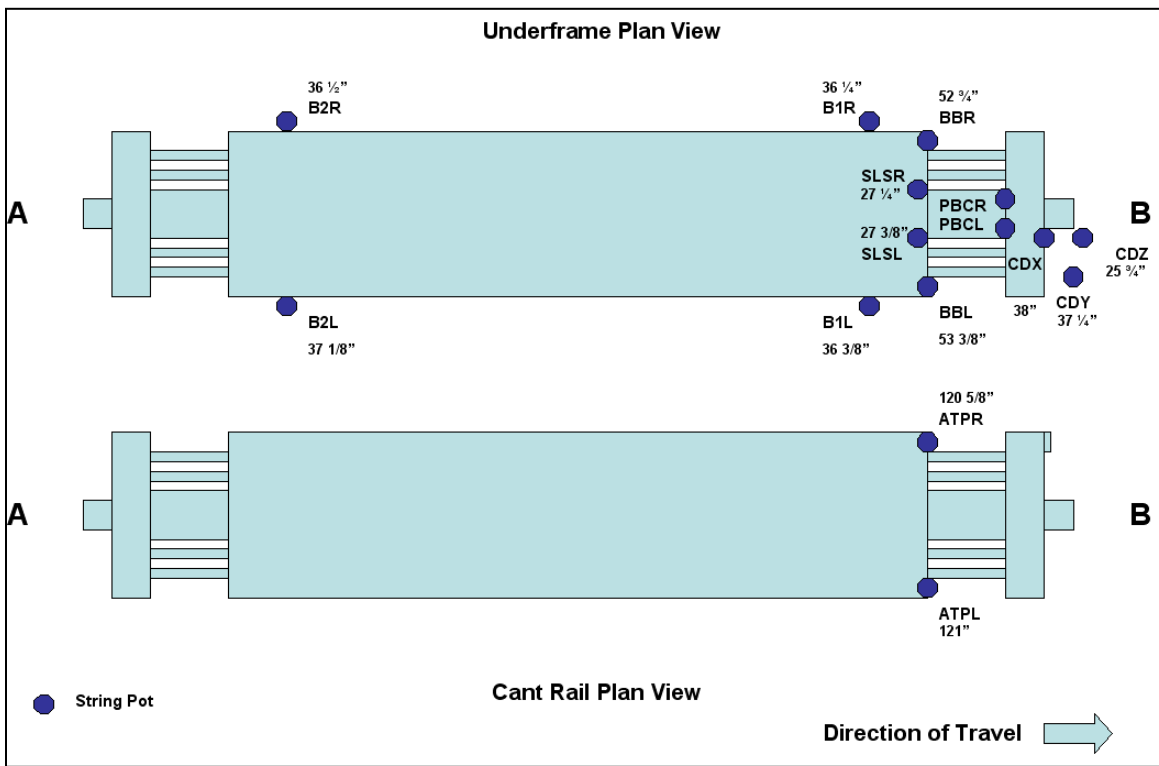 Underframe Plan View
36 ½”
B2R
36 ¼”
B1R
52 ¾”
BBR
SLSR
27 ¼”
PBCR
PBCL
27 3/8”
SLSL
A
B
CDX
CDZ
25 ¾”
CDY
37 ¼”
38”
B2L
37 1/8”
B1L
36 3/8”
BBL
53 3/8”
120 5/8”
ATPR
A
B
ATPL
121”
String Pot
Cant Rail Plan View
Direction of Travel